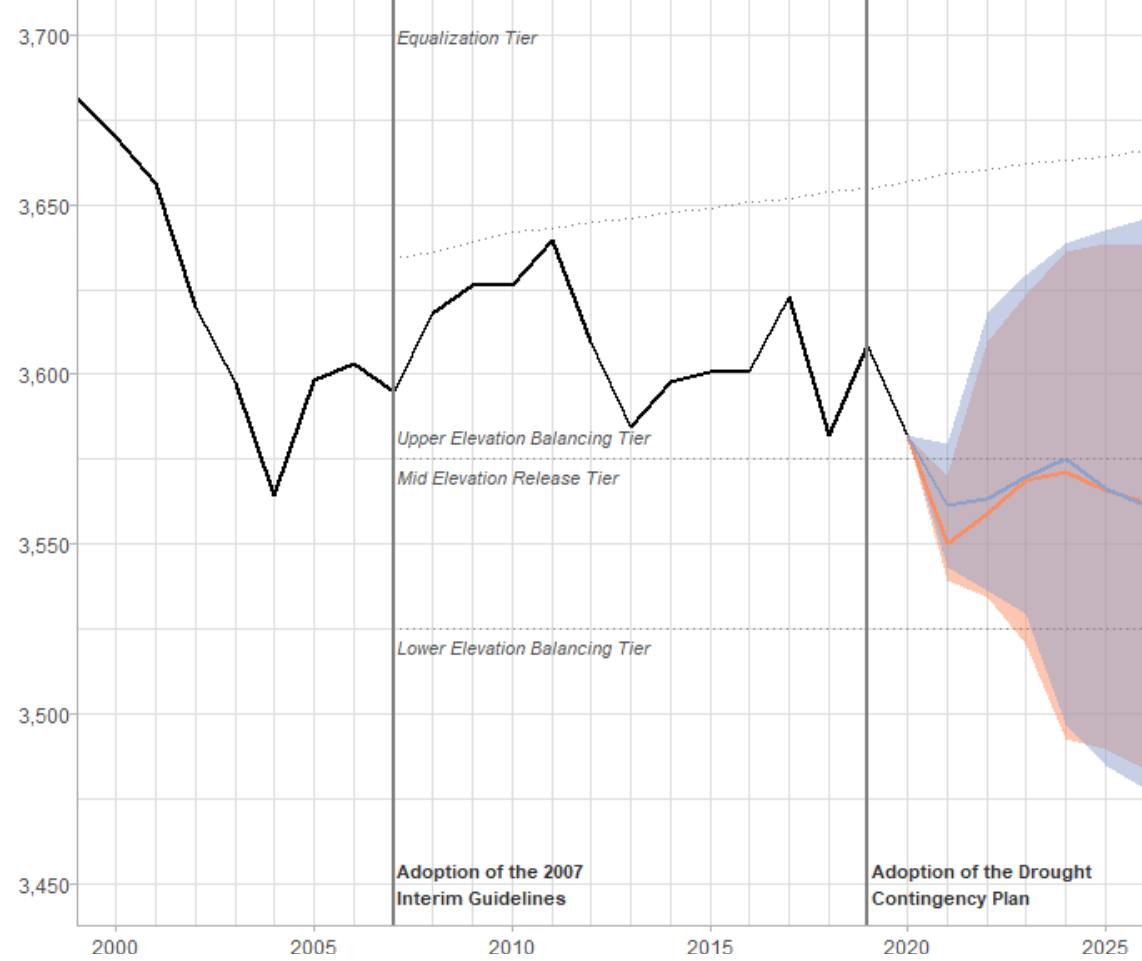 3,700
Equalization Tier
3,650
3,600
Upper Elevation Balancing Tier
Mid Elevation Release Tier
3,550
Lower Elevation Balancing Tier
3,500
3,450
Adoption of the 2007
Interim Guidelines
Adoption of the Drought
Contingency Plan
2000 2005 2010 2015 2020 2025